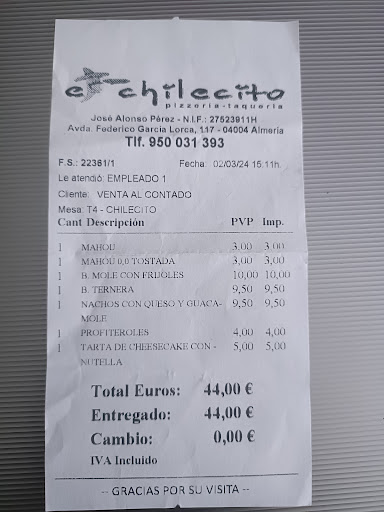 el chilecito
pizzeria-taqueria
José Alonso Pérez - N.I.F.: 27523911H
Avda. Federico García Lorca, 117 - 04004 Almeria
Tlf. 950 031 393
F.S.: 22361/1 Fecha: 02/03/24 15:11h.
Le atendió: EMPLEADO 1
Cliente: VENTA AL CONTADO
Mesa: T4 - CHILECITO
Cant Descripción PVP Imp.
1 MAHOU 3,00 3,00
1 MAHOU 0,0 TOSTADA 3,00 3,00
1 B. MOLE CON FRIJOLES 10,00 10,00
1 B. TERNERA 9,50 9,50
1 NACHOS CON QUESO Y GUACA- 9,50 9,50
MOLE
1 PROFITEROLES 4,00 4,00
1 TARTA DE CHEESECAKE CON - 5,00 5,00
NUTELLA
Total Euros: 44,00 €
Entregado: 44,00 €
Cambio: 0,00 €
IVA Incluido
-- GRACIAS POR SU VISITA --